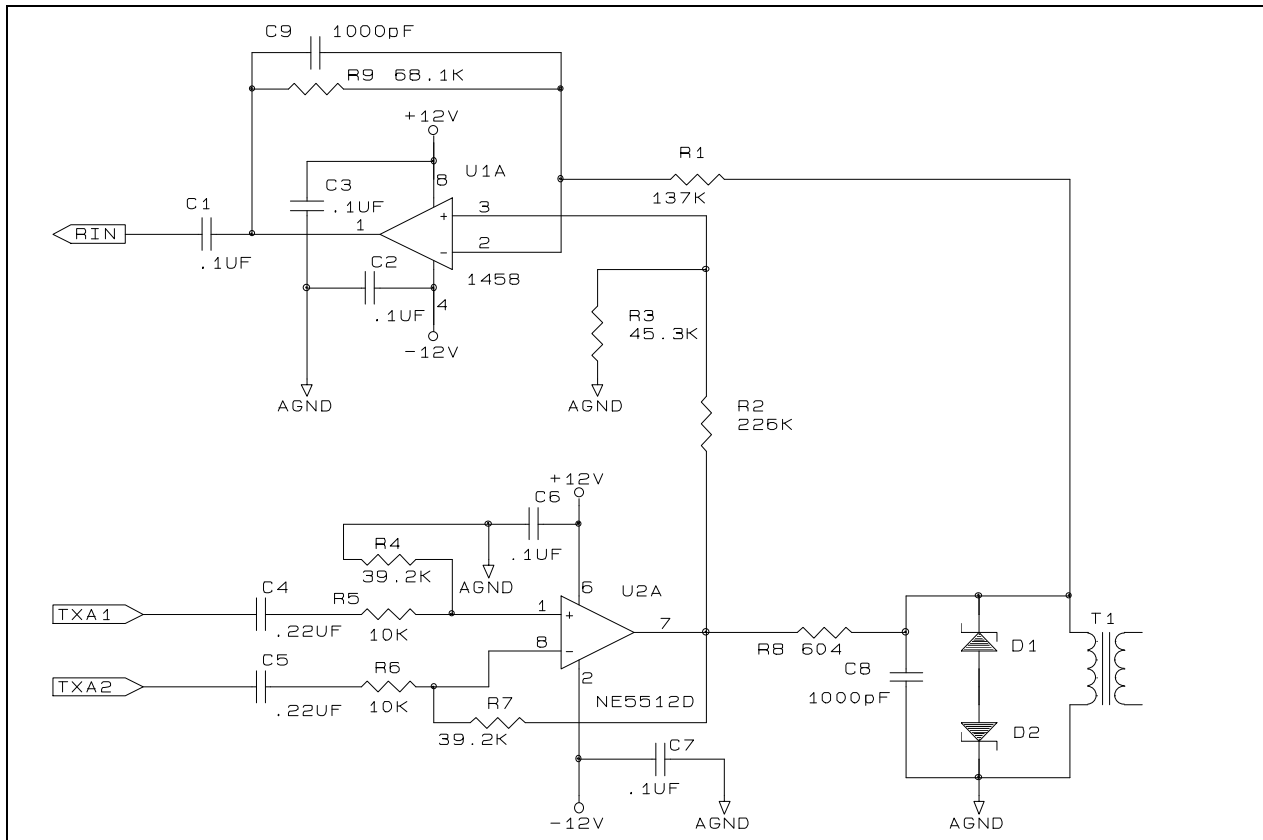 C9 1000pF
R9 68.1K
+12V
U1A
R1
137K
C3
.1UF
8
3
C1
RIN
1
2
.1UF
C2
1458
.1UF
4
-12V
R3
45.3K
AGND
AGND
R2
226K
+12V
C6
.1UF
R4
39.2K
AGND
6
U2A
C4
R5
TXA1
1
.22UF
10K
7
T1
R8 604
D1
C5
R6
8
C8
1000pF
TXA2
2
.22UF
10K
R7
39.2K
NE5512D
D2
C7
.1UF
-12V
AGND
AGND